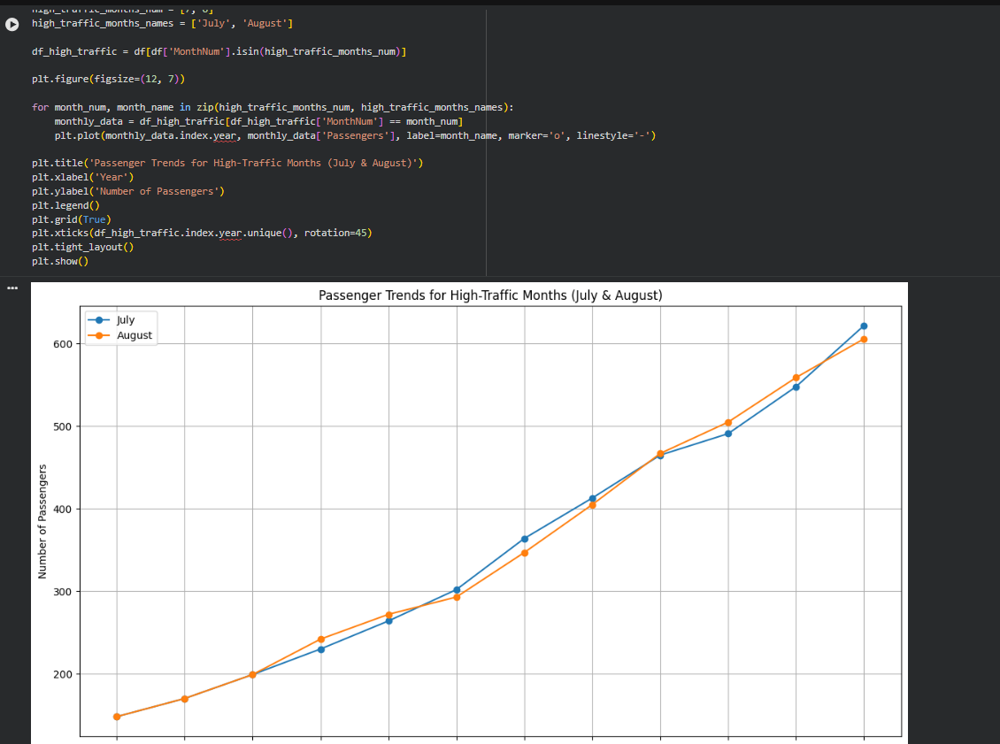 high_traffic_months_num = [7, 8]
high_traffic_months_names = ['July', 'August']
df_high_traffic = df[df['MonthNum'].isin(high_traffic_months_num)]
plt.figure(figsize=(12, 7))
for month_num, month_name in zip(high_traffic_months_num, high_traffic_months_names):
    monthly_data = df_high_traffic[df_high_traffic['MonthNum'] == month_num]
    plt.plot(monthly_data.index.year, monthly_data['Passengers'], label=month_name, marker='o', linestyle='-')
plt.title('Passenger Trends for High-Traffic Months (July & August)')
plt.xlabel('Year')
plt.ylabel('Number of Passengers')
plt.legend()
plt.grid(True)
plt.xticks(df_high_traffic.index.year.unique(), rotation=45)
plt.tight_layout()
plt.show()
Passenger Trends for High-Traffic Months (July & August)
July
August
600
500
400
300
200
Number of Passengers